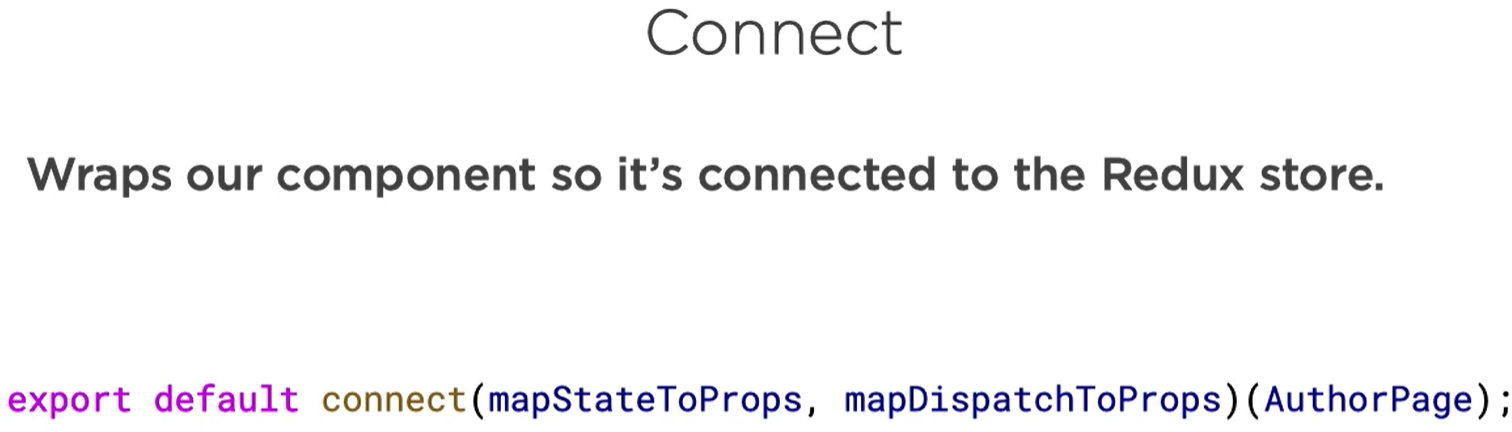 Connect
Wraps our component so it’s connected to the Redux store.
export default connect(mapStateToProps, mapDispatchToProps)(AuthorPage);